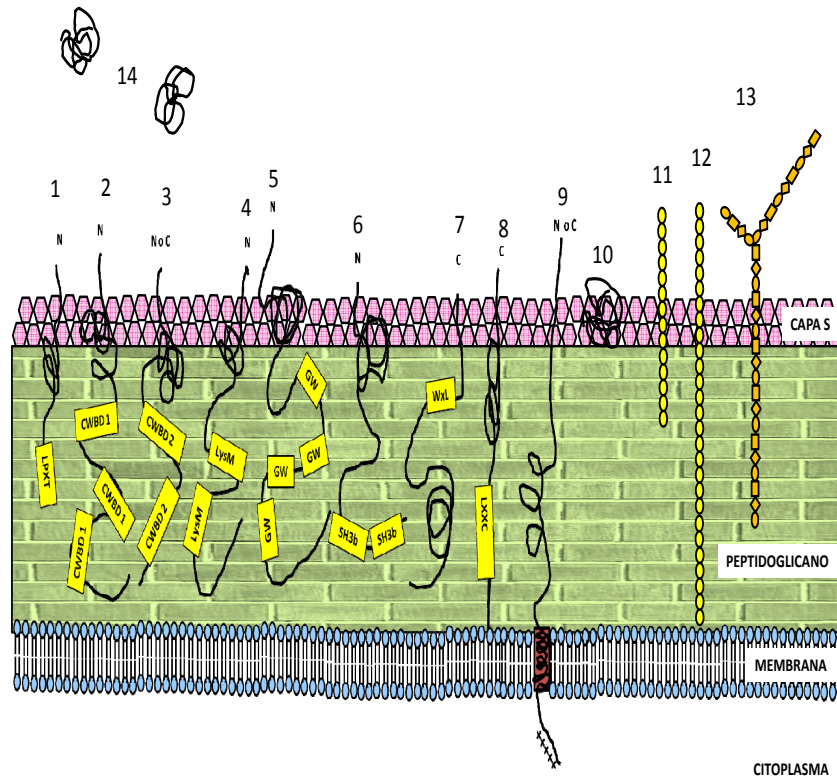 14
13
12
11
1
2
3
4
5
6
7
8
9
10
N
N
N o C
N
N
N
C
C
N o C
CAPA S
GW
WxL
CWBD 1
CWBD 2
LysM
GW
GW
LPXT
CWBD 1
LysM
GW
SH3b
SH3b
LXXC
CWBD 1
CWBD 2
PEPTIDOGLICANO
MEMBRANA
xxxxx
CITOPLASMA